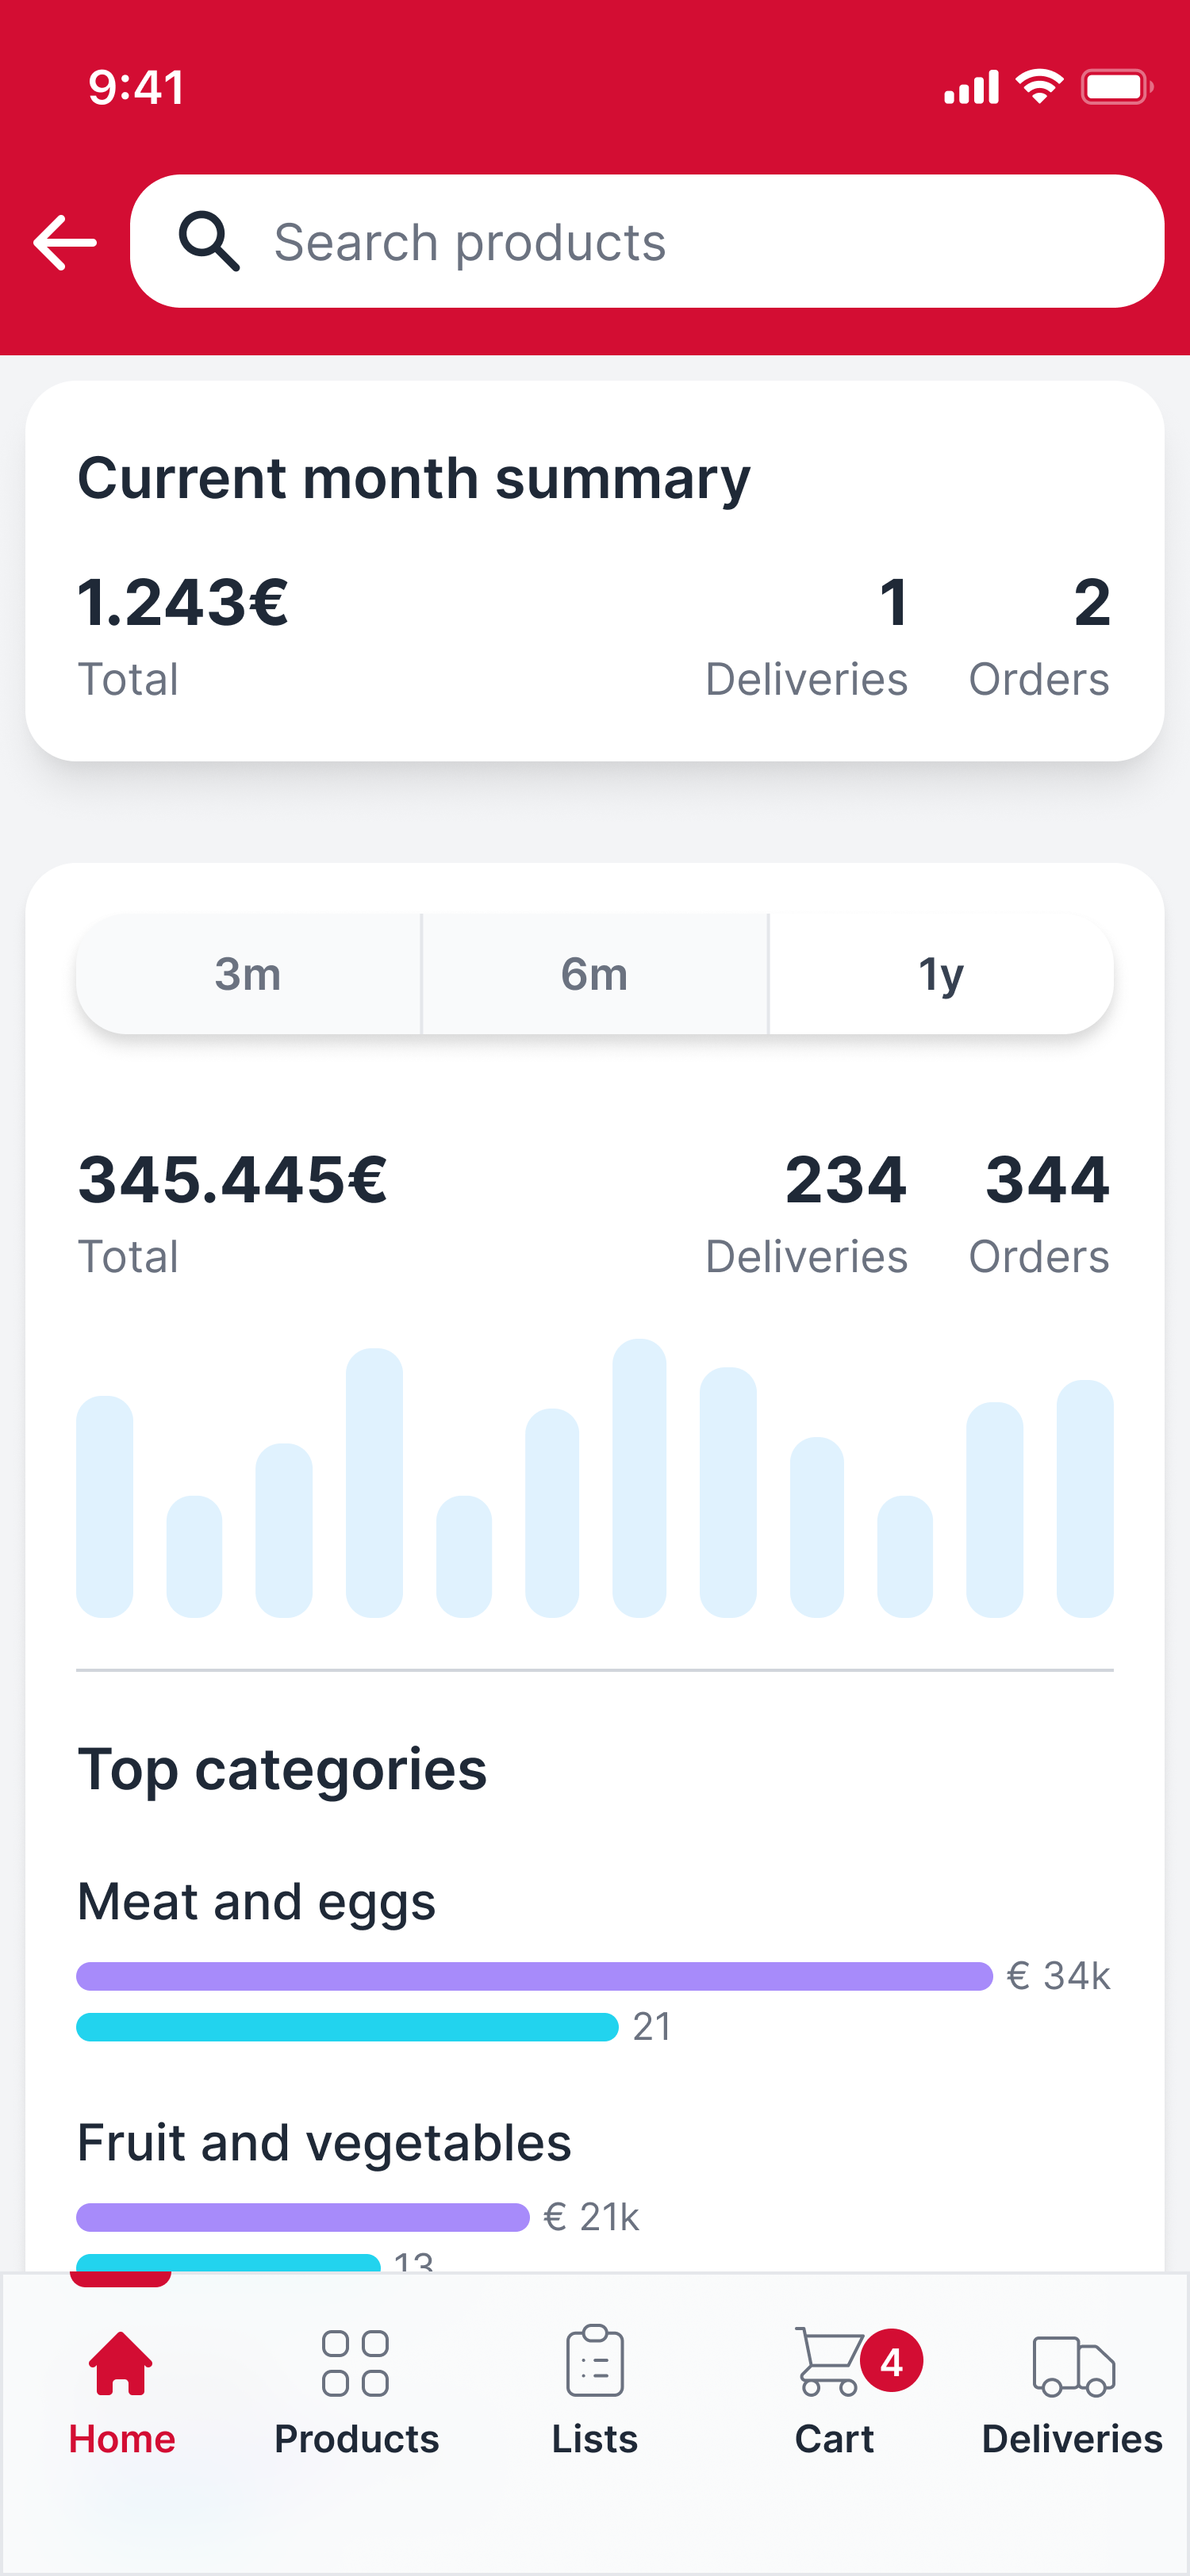 9:41
Search products
Current month summary
1.243€ 1 2
Total Deliveries Orders
3m 6m 1y
345.445€ 234 344
Total Deliveries Orders
Top categories
Meat and eggs
€ 34k
21
Fruit and vegetables
€ 21k
13
4
Home Products Lists Cart Deliveries